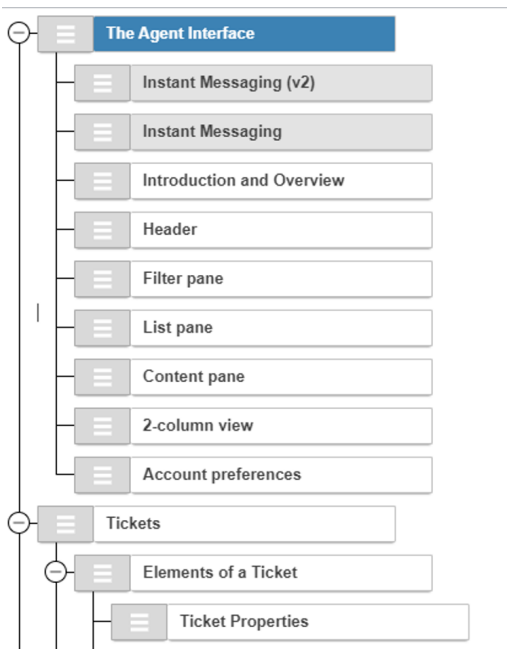 The Agent Interface
Instant Messaging (v2)
Instant Messaging
Introduction and Overview
Header
Filter pane
List pane
Content pane
2-column view
Account preferences
Tickets
Elements of a Ticket
Ticket Properties